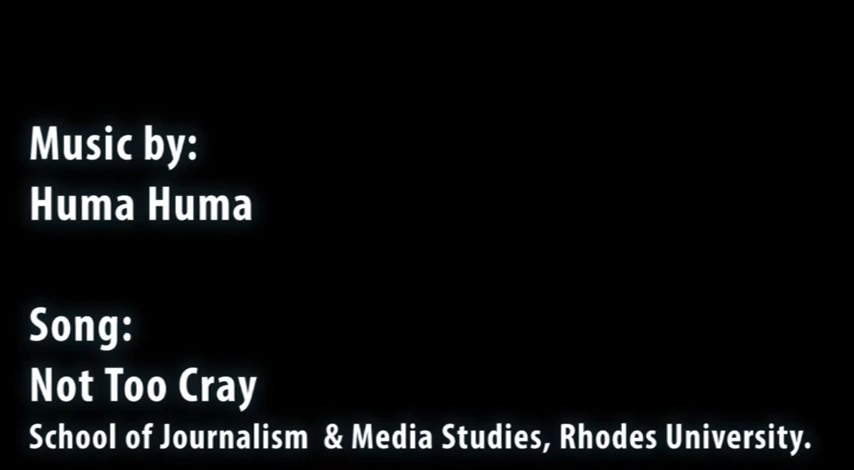 Music by:
Huma Huma
Song:
Not Too Cray
School of Journalism & Media Studies, Rhodes University.